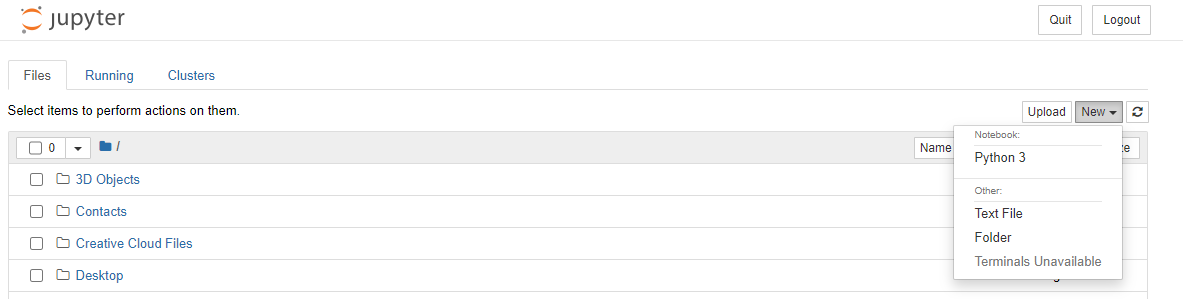 jupyter
Quit
Logout
Files
Running
Clusters
Select items to perform actions on them.
Upload
New
0
/
Name
Notebook:
Python 3
Other:
Text File
Folder
Terminals Unavailable
3D Objects
Contacts
Creative Cloud Files
Desktop